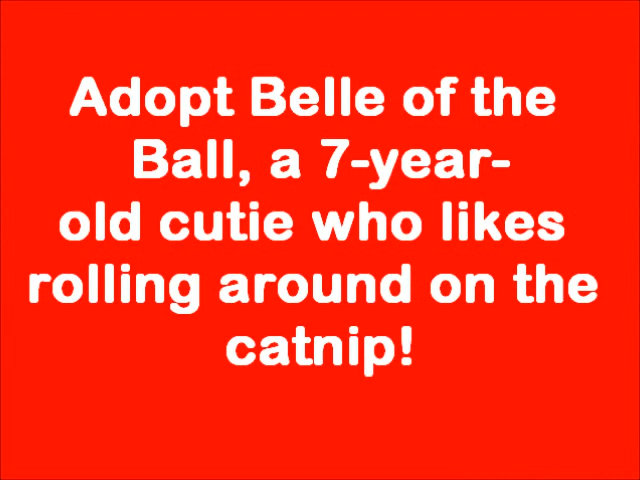 Adopt Belle of the
Ball, a 7-year-
old cutie who likes
rolling around on the
catnip!